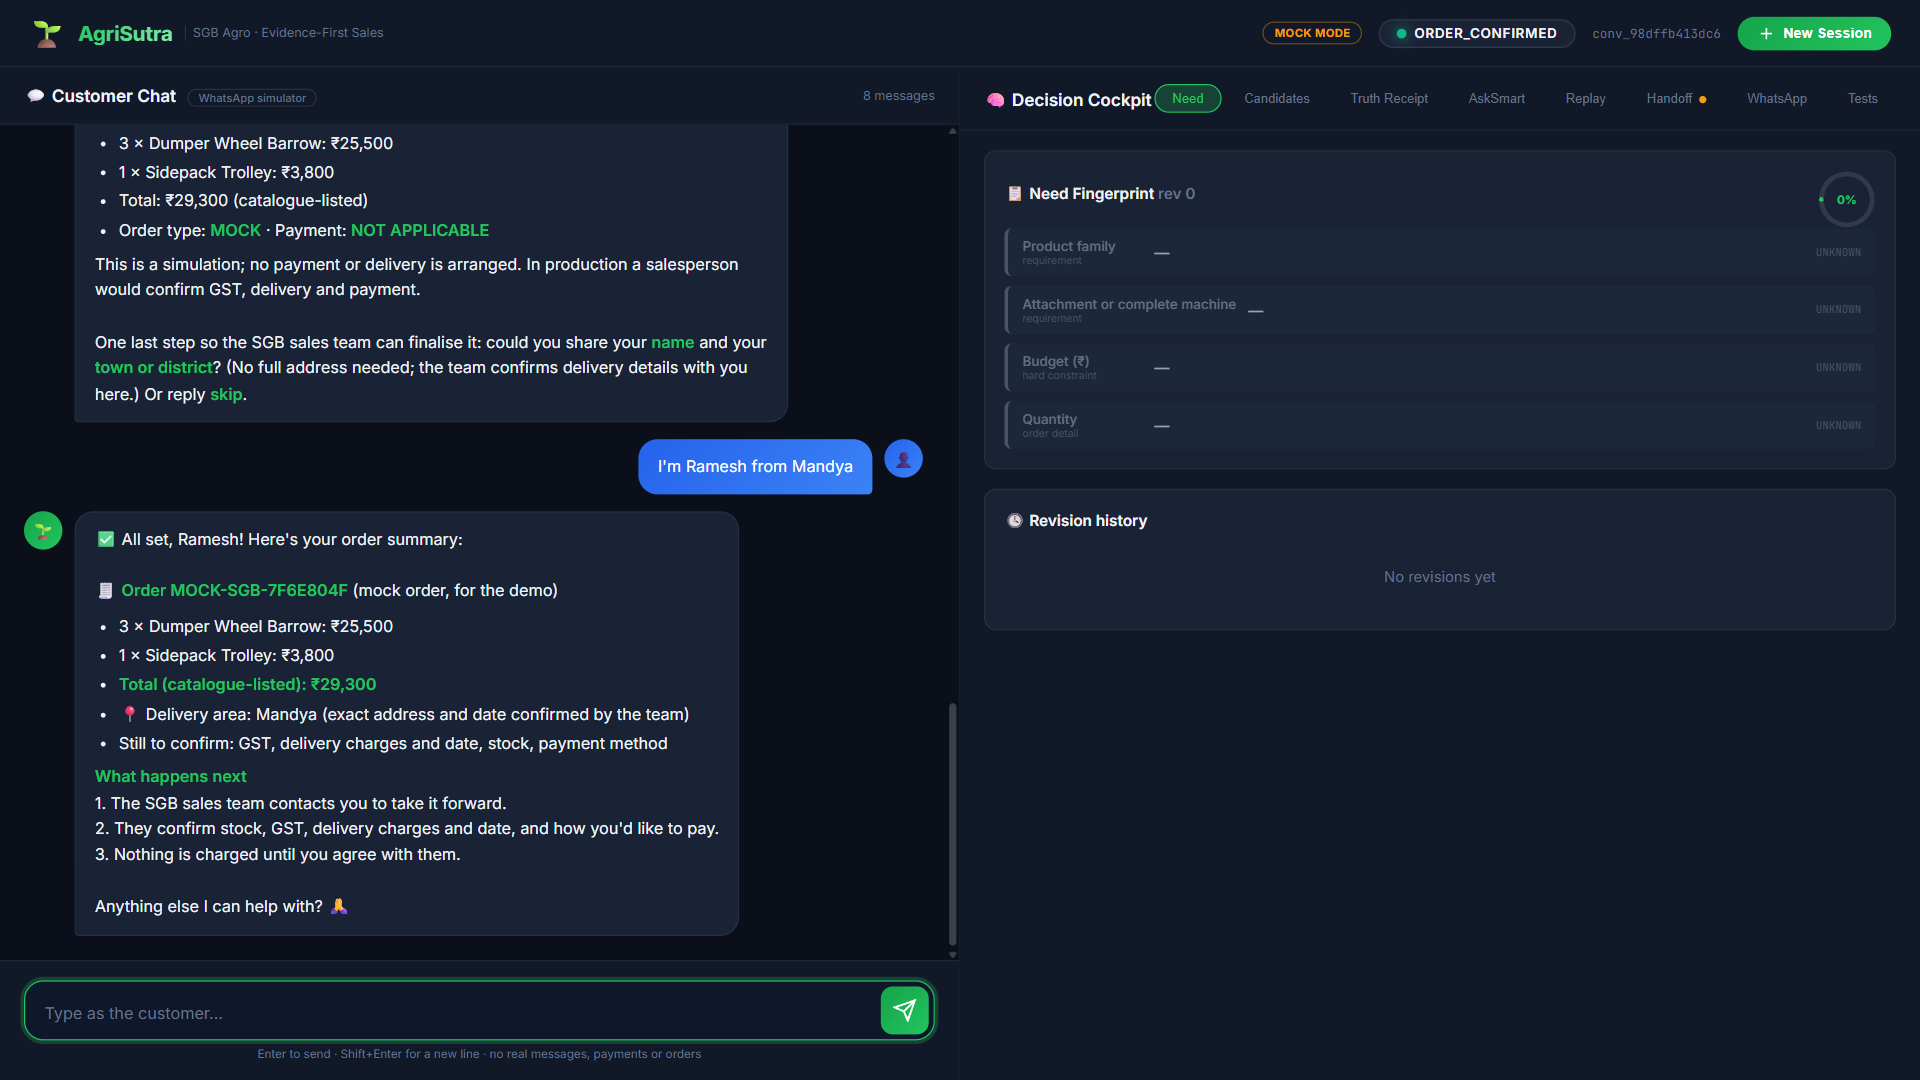 AgriSutra
SGB Agro · Evidence-First Sales
MOCK MODE
ORDER_CONFIRMED
conv_98dffb413dc6
+ New Session
Customer Chat
WhatsApp simulator
8 messages
• 3 × Dumper Wheel Barrow: ₹25,500
• 1 × Sidepack Trolley: ₹3,800
• Total: ₹29,300 (catalogue-listed)
• Order type: MOCK · Payment: NOT APPLICABLE
This is a simulation; no payment or delivery is arranged. In production a salesperson
would confirm GST, delivery and payment.
One last step so the SGB sales team can finalise it: could you share your name and your
town or district? (No full address needed; the team confirms delivery details with you
here.) Or reply skip.
I'm Ramesh from Mandya
All set, Ramesh! Here's your order summary:
Order MOCK-SGB-7F6E804F (mock order, for the demo)
• 3 × Dumper Wheel Barrow: ₹25,500
• 1 × Sidepack Trolley: ₹3,800
• Total (catalogue-listed): ₹29,300
• Delivery area: Mandya (exact address and date confirmed by the team)
• Still to confirm: GST, delivery charges and date, stock, payment method
What happens next
1. The SGB sales team contacts you to take it forward.
2. They confirm stock, GST, delivery charges and date, and how you'd like to pay.
3. Nothing is charged until you agree with them.
Anything else I can help with?
Type as the customer...
Enter to send · Shift+Enter for a new line · no real messages, payments or orders
Decision Cockpit
Need
Candidates
Truth Receipt
AskSmart
Replay
Handoff
WhatsApp
Tests
Need Fingerprint rev 0
0%
Product family
requirement
—
UNKNOWN
Attachment or complete machine
requirement
—
UNKNOWN
Budget (₹)
hard constraint
—
UNKNOWN
Quantity
order detail
—
UNKNOWN
Revision history
No revisions yet